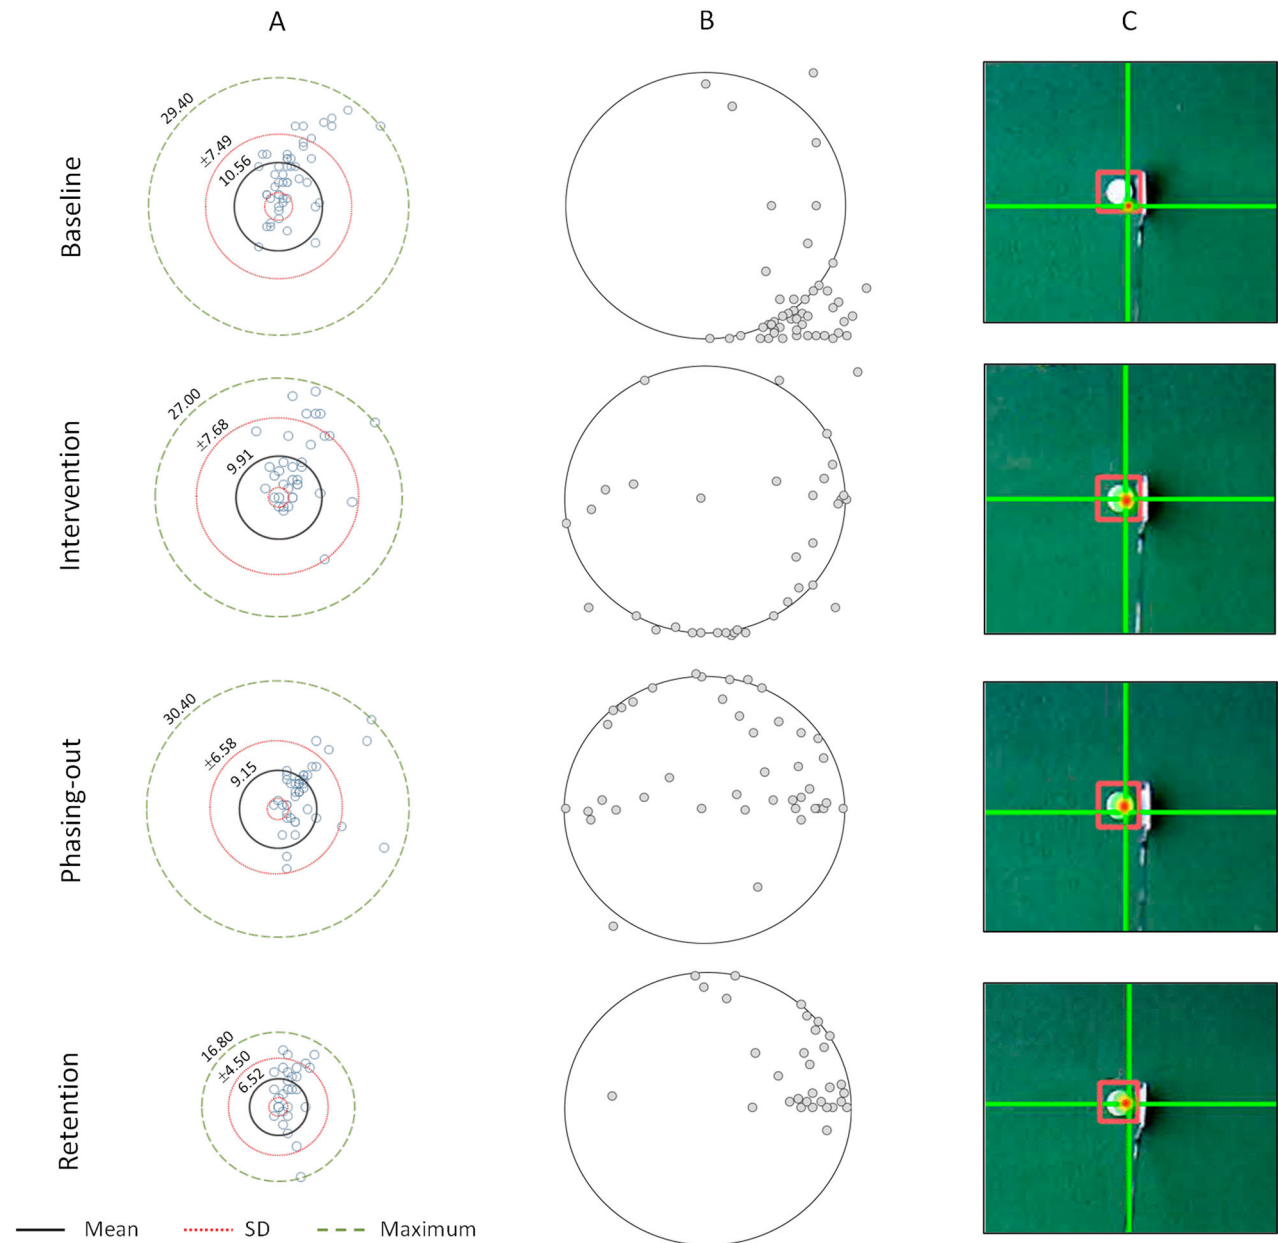 A B C
Baseline
29.40
±7.49
10.56
Intervention
27.00
±7.68
9.91
Phasing-out
30.40
±6.58
9.15
Retention
16.80
±4.50
6.52
Mean SD Maximum